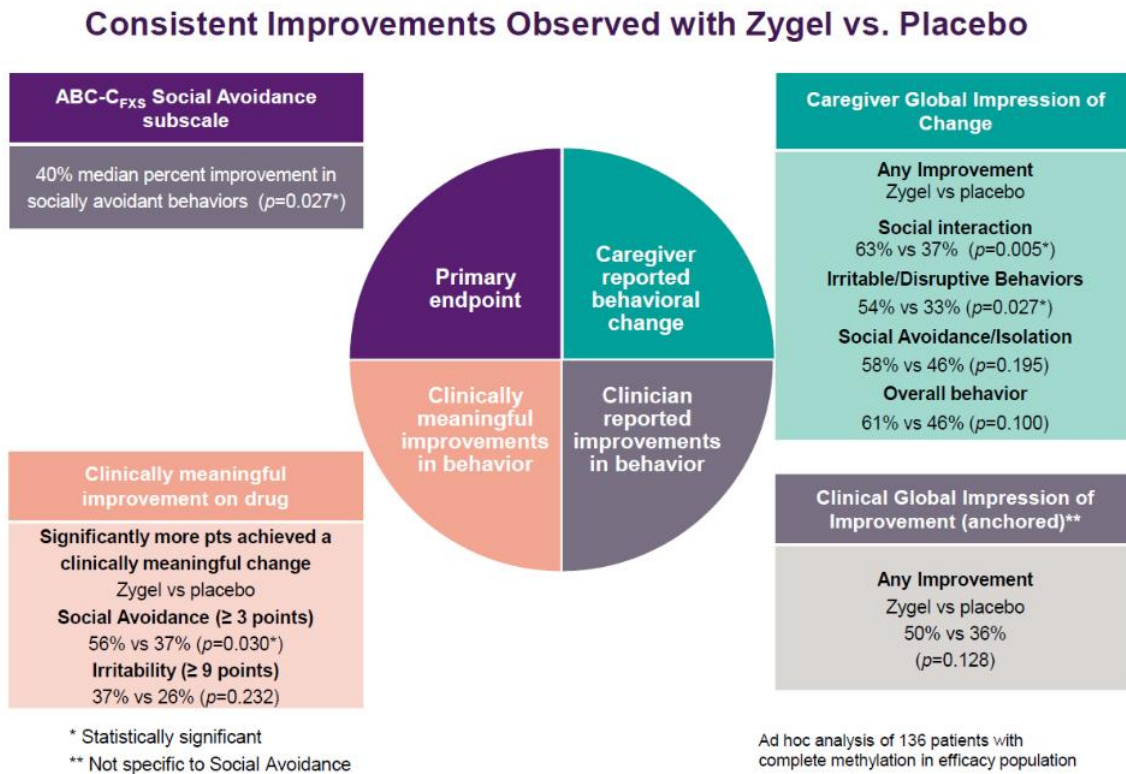 Consistent Improvements Observed with Zygel vs. Placebo
ABC-C_FXS Social Avoidance
subscale
40% median percent improvement in
socially avoidant behaviors (p=0.027*)
Primary
endpoint
Caregiver
reported
behavioral
change
Clinically
meaningful
improvements
in behavior
Clinician
reported
improvements
in behavior
Caregiver Global Impression of
Change
Any Improvement
Zygel vs placebo
Social interaction
63% vs 37% (p=0.005*)
Irritable/Disruptive Behaviors
54% vs 33% (p=0.027*)
Social Avoidance/Isolation
58% vs 46% (p=0.195)
Overall behavior
61% vs 46% (p=0.100)
Clinically meaningful
improvement on drug
Significantly more pts achieved a
clinically meaningful change
Zygel vs placebo
Social Avoidance (≥ 3 points)
56% vs 37% (p=0.030*)
Irritability (≥ 9 points)
37% vs 26% (p=0.232)
Clinical Global Impression of
Improvement (anchored)**
Any Improvement
Zygel vs placebo
50% vs 36%
(p=0.128)
* Statistically significant
** Not specific to Social Avoidance
Ad hoc analysis of 136 patients with
complete methylation in efficacy population